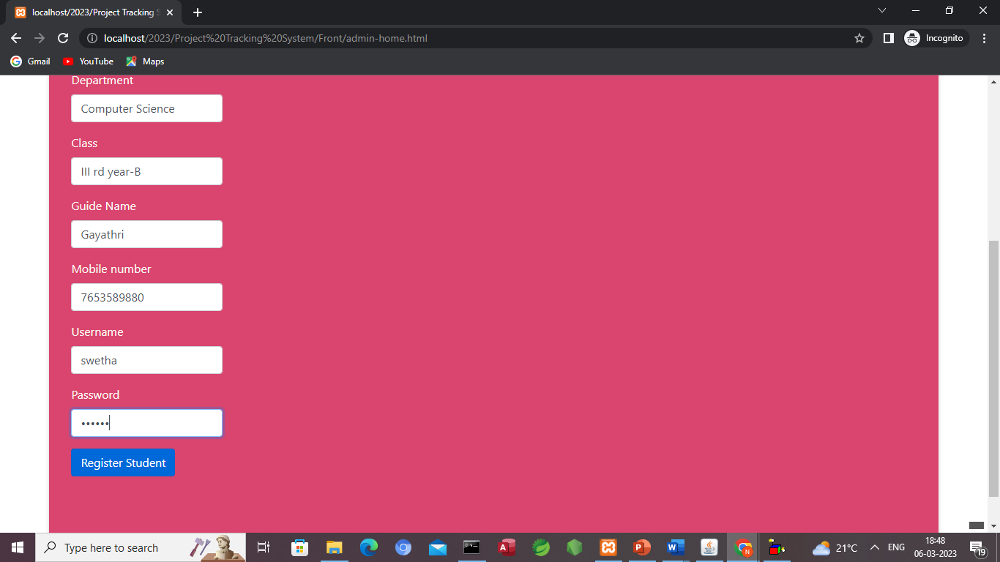 localhost/2023/Project Tracking S
localhost/2023/Project%20Tracking%20System/Front/admin-home.html
Incognito
Gmail
YouTube
Maps
Department
Computer Science
Class
III rd year-B
Guide Name
Gayathri
Mobile number
7653589880
Username
swetha
Password
••••••
Register Student
Type here to search
21°C
ENG
18:48
06-03-2023
19